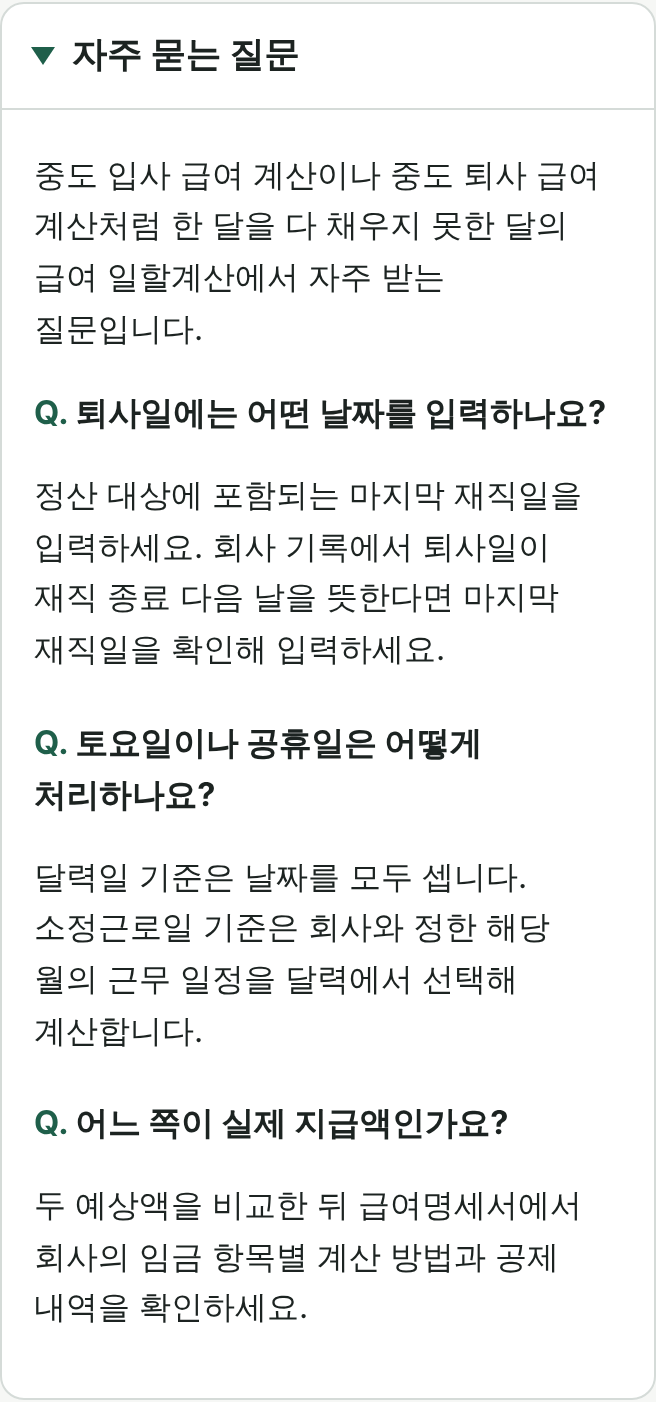 ▼ 자주 묻는 질문
중도 입사 급여 계산이나 중도 퇴사 급여
계산처럼 한 달을 다 채우지 못한 달의
급여 일할계산에서 자주 받는
질문입니다.
Q. 퇴사일에는 어떤 날짜를 입력하나요?
정산 대상에 포함되는 마지막 재직일을
입력하세요. 회사 기록에서 퇴사일이
재직 종료 다음 날을 뜻한다면 마지막
재직일을 확인해 입력하세요.
Q. 토요일이나 공휴일은 어떻게
처리하나요?
달력일 기준은 날짜를 모두 셉니다.
소정근로일 기준은 회사와 정한 해당
월의 근무 일정을 달력에서 선택해
계산합니다.
Q. 어느 쪽이 실제 지급액인가요?
두 예상액을 비교한 뒤 급여명세서에서
회사의 임금 항목별 계산 방법과 공제
내역을 확인하세요.